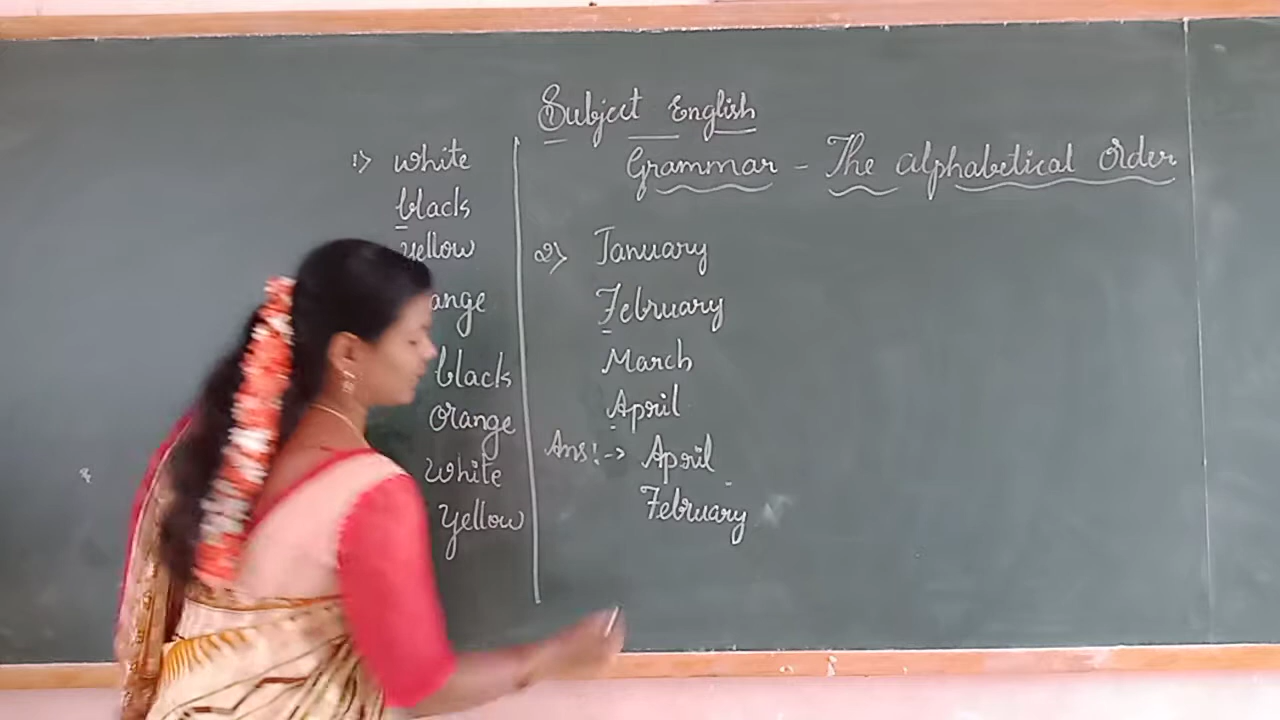 Subject English
Grammar - The alphabetical Order
1> white
black
yellow
ange
black
Orange
White
Yellow
2> January
February
March
April
Ans:-> April
February